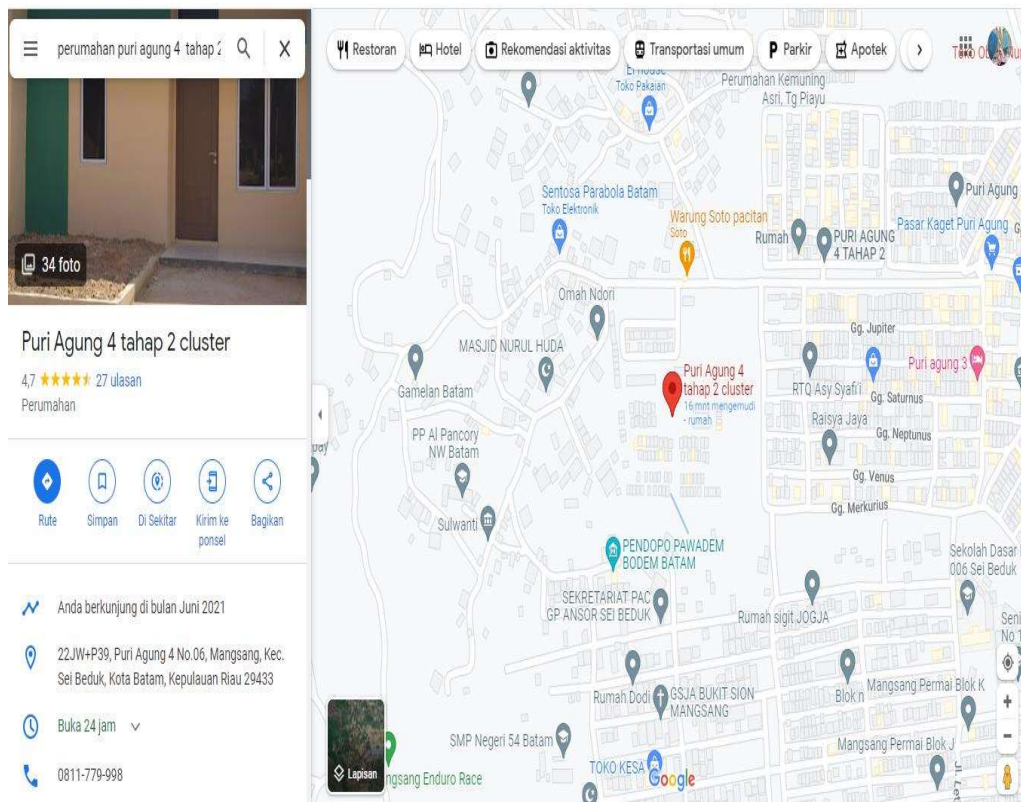 perumahan puri agung 4 tahap 2
34 foto
Puri Agung 4 tahap 2 cluster
4,7
27 ulasan
Perumahan
Rute
Simpan
Di Sekitar
Kirim ke
ponsel
Bagikan
Anda berkunjung di bulan Juni 2021
22JW+P39, Puri Agung 4 No.06, Mangsang, Kec.
Sei Beduk, Kota Batam, Kepulauan Riau 29433
Buka 24 jam
0811-779-998
Restoran
Hotel
Rekomendasi aktivitas
Transportasi umum
P Parkir
Apotek
Toko
El House
Toko Pakaian
Perumahan Kemuning
Asri, Tg Piayu
Sentosa Parabola Batam
Toko Elektronik
Warung Soto pacitan
Soto
Rumah
PURI AGUNG
4 TAHAP 2
Puri Agung
Pasar Kaget Puri Agung
Omah Ndori
MASJID NURUL HUDA
Gamelan Batam
Puri Agung 4
tahap 2 cluster
16 mnt mengemudi
- rumah
Gg. Jupiter
Puri agung 3
RTQ Asy Syafi'i
Gg. Saturnus
Raisya Jaya
Gg. Neptunus
Gg. Venus
Gg. Merkurius
PP Al Pancory
NW Batam
Sulwanti
PENDOPO PAWADEM
BODEM BATAM
SEKRETARIAT PAC
GP ANSOR SEI BEDUK
Rumah sigit JOGJA
Sekolah Dasar
006 Sei Beduk
Rumah Dodi
GSJA BUKIT SION
MANGSANG
Blok n
Mangsang Permai Blok K
Mangsang Permai Blok J
SMP Negeri 54 Batam
TOKO KESA
Google
Lapisan
ngsang Enduro Race